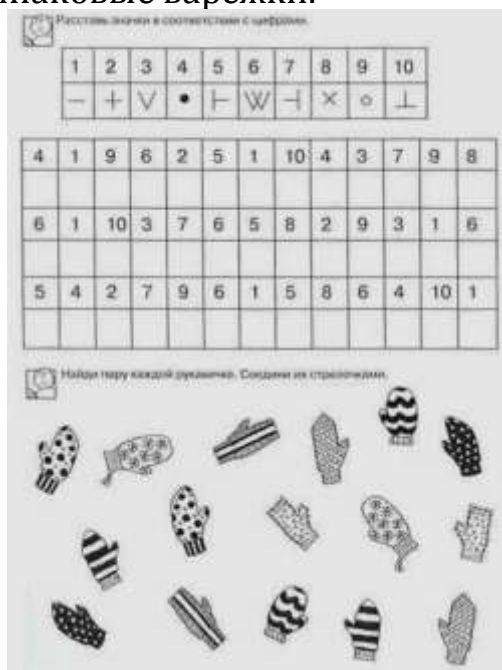 наковые варежки.
Расставь значки в соответствии с цифрами.
1 2 3 4 5 6 7 8 9 10
— + V • ⊢ W ⊣ × ○ ⊥
4 1 9 6 2 5 1 10 4 3 7 9 8
6 1 10 3 7 6 5 8 2 9 3 1 6
5 4 2 7 9 6 1 5 8 6 4 10 1
Найди пару каждой рукавичке. Соедини их стрелочками.